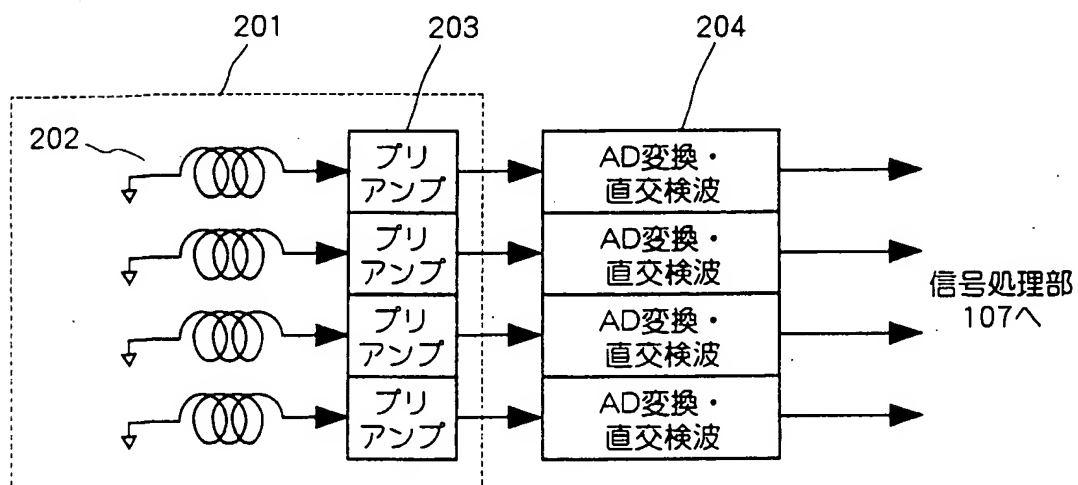 201
203
204
202
プリ
アンプ
AD変換・
直交検波
プリ
アンプ
AD変換・
直交検波
プリ
アンプ
AD変換・
直交検波
プリ
アンプ
AD変換・
直交検波
信号処理部
107へ